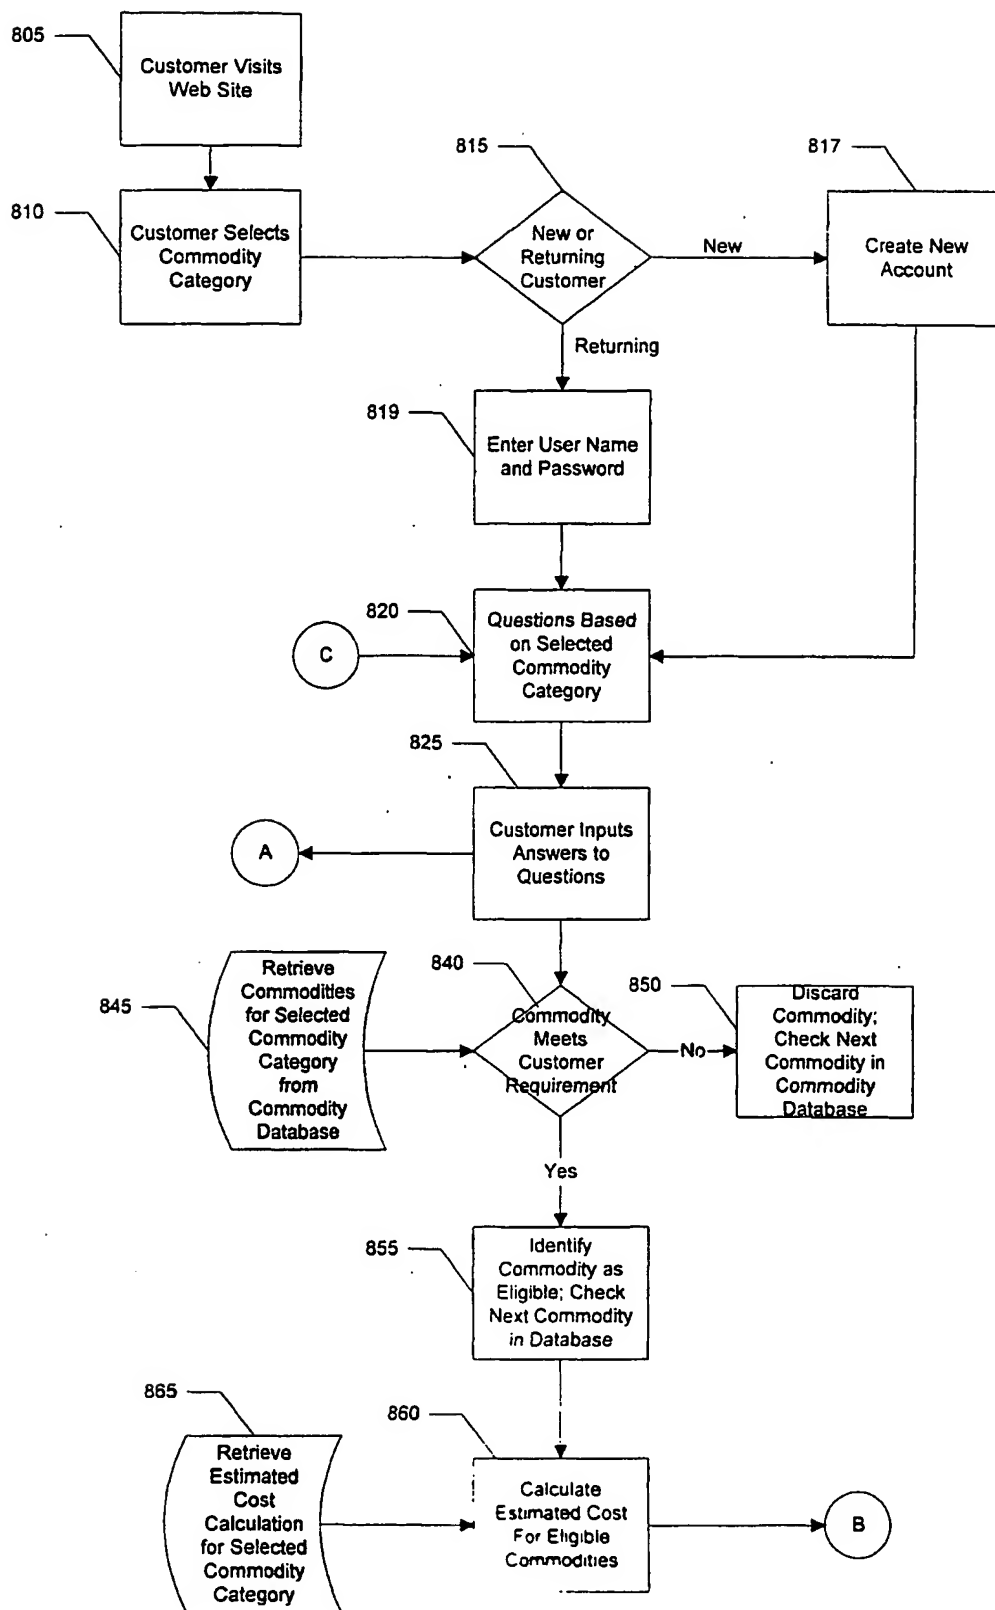 805
Customer Visits
Web Site
810
Customer Selects
Commodity
Category
815
New or
Returning
Customer
New
817
Create New
Account
Returning
819
Enter User Name
and Password
820
Questions Based
on Selected
Commodity
Category
C
825
Customer Inputs
Answers to
Questions
A
845
Retrieve
Commodities
for Selected
Commodity
Category
from
Commodity
Database
840
Commodity
Meets
Customer
Requirement
No
850
Discard
Commodity;
Check Next
Commodity in
Commodity
Database
Yes
855
Identify
Commodity as
Eligible; Check
Next Commodity
in Database
865
Retrieve
Estimated
Cost
Calculation
for Selected
Commodity
Category
860
Calculate
Estimated Cost
For Eligible
Commodities
B